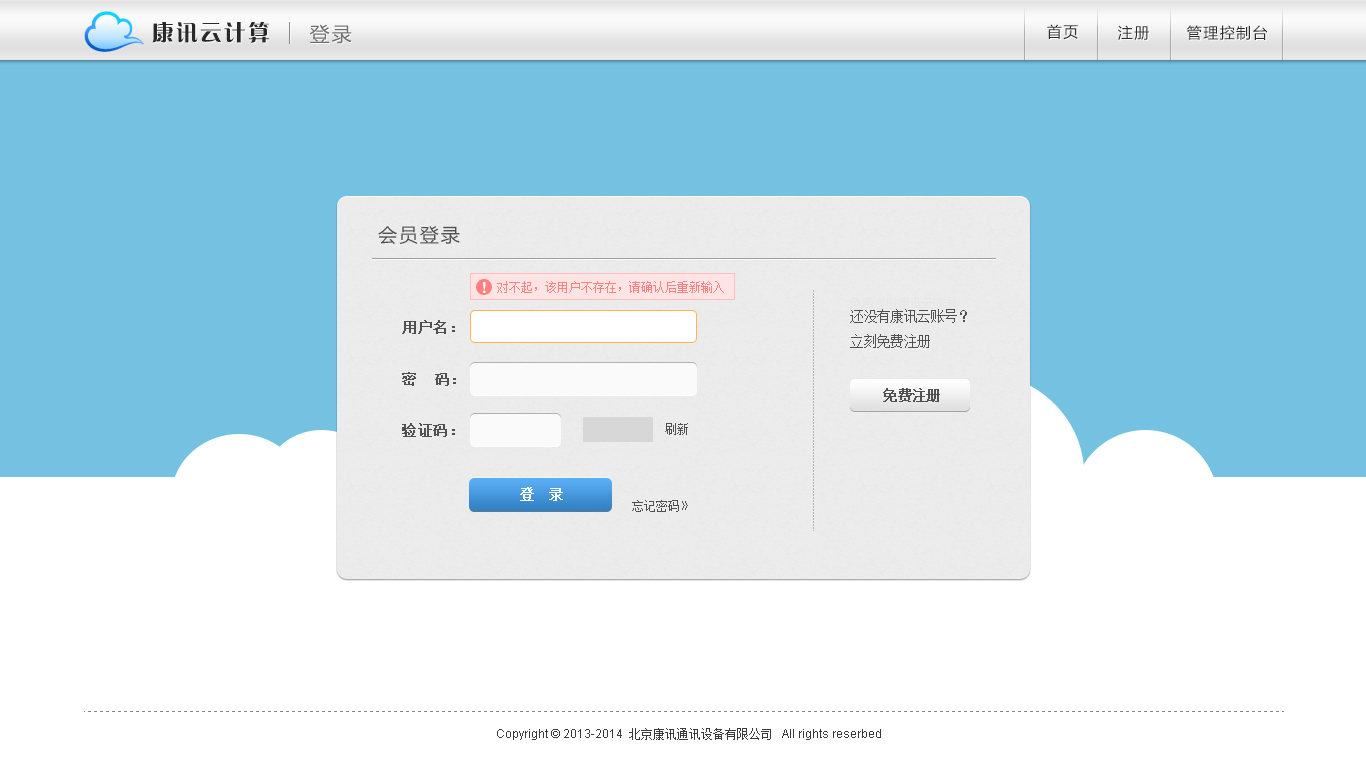 康讯云计算 登录 首页 注册 管理控制台
会员登录
对不起，该用户不存在，请确认后重新输入
用户名：
密 码：
验证码： 刷新
登 录
忘记密码》
还没有康讯云账号？
立刻免费注册
免费注册
Copyright © 2013-2014 北京康讯通讯设备有限公司 All rights reserbed